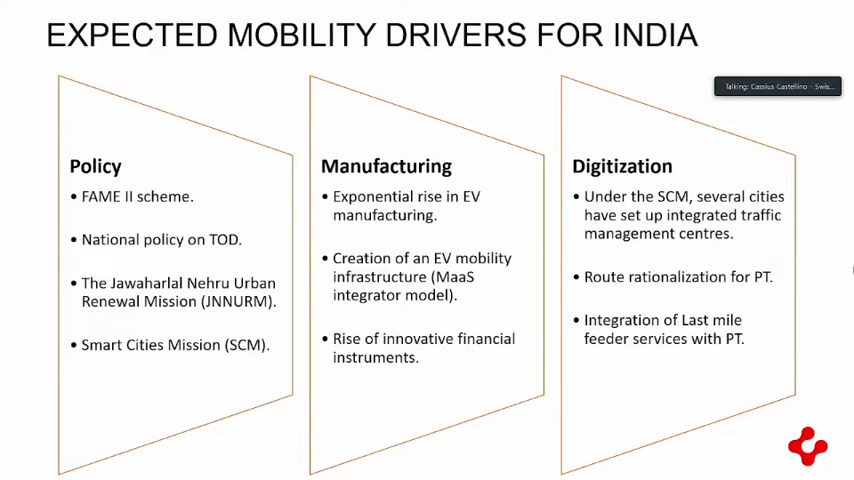 EXPECTED MOBILITY DRIVERS FOR INDIA
Talking: Cassius Castellino - Swis...
Policy
• FAME II scheme.
• National policy on TOD.
• The Jawaharlal Nehru Urban
Renewal Mission (JNNURM).
• Smart Cities Mission (SCM).
Manufacturing
• Exponential rise in EV
manufacturing.
• Creation of an EV mobility
infrastructure (MaaS
integrator model).
• Rise of innovative financial
instruments.
Digitization
• Under the SCM, several cities
have set up integrated traffic
management centres.
• Route rationalization for PT.
• Integration of Last mile
feeder services with PT.